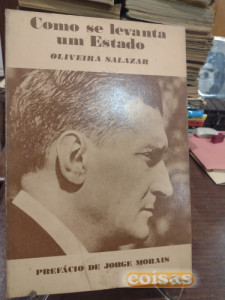 Como se levanta
um Estado
OLIVEIRA SALAZAR
PREFÁCIO DE JORGE MORAIS
coisas